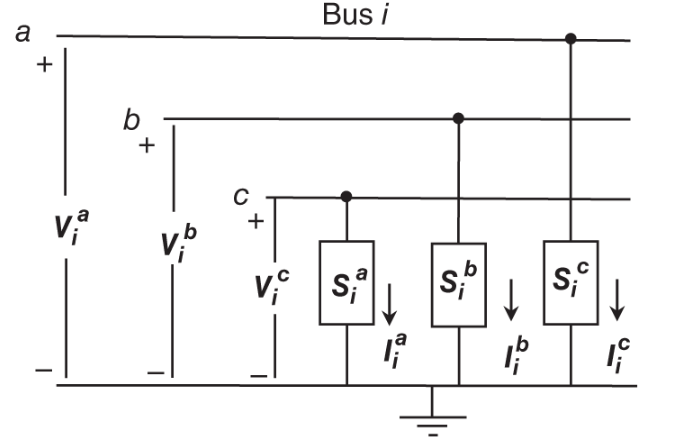 Bus i
a
+
b
+
c
+
V_i^a
V_i^b
V_i^c
S_i^a
S_i^b
S_i^c
I_i^a
I_i^b
I_i^c
−
−
−